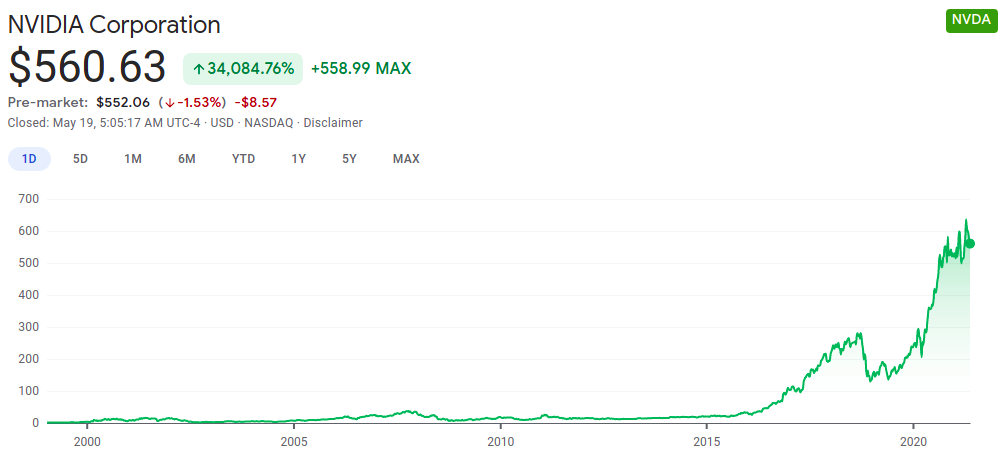 NVIDIA Corporation
NVDA
$560.63 ↑34,084.76% +558.99 MAX
Pre-market: $552.06 (↓-1.53%) -$8.57
Closed: May 19, 5:05:17 AM UTC-4 · USD · NASDAQ · Disclaimer
1D 5D 1M 6M YTD 1Y 5Y MAX
700
600
500
400
300
200
100
0
2000 2005 2010 2015 2020